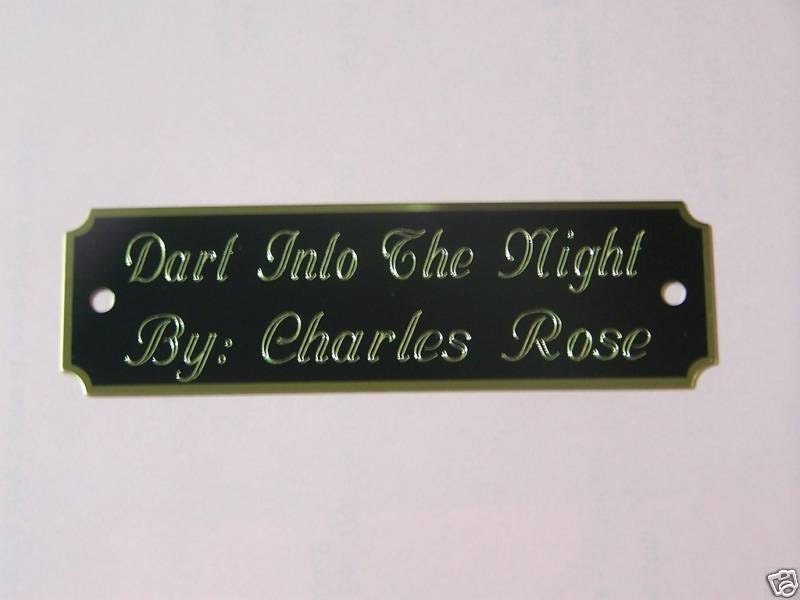 Dart Into The Night
By: Charles Rose